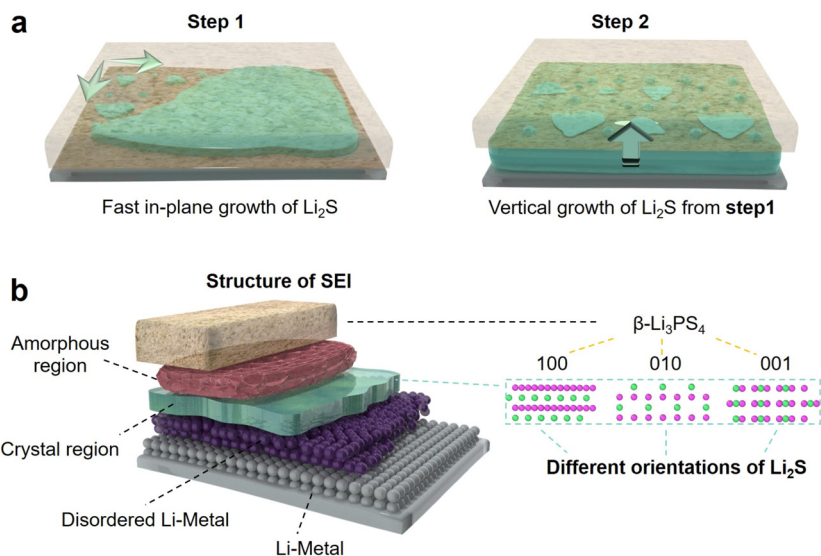 a
Step 1
Step 2
Fast in-plane growth of Li₂S
Vertical growth of Li₂S from step1
b
Structure of SEI
Amorphous
region
Crystal region
Disordered Li-Metal
Li-Metal
β-Li₃PS₄
100
010
001
Different orientations of Li₂S